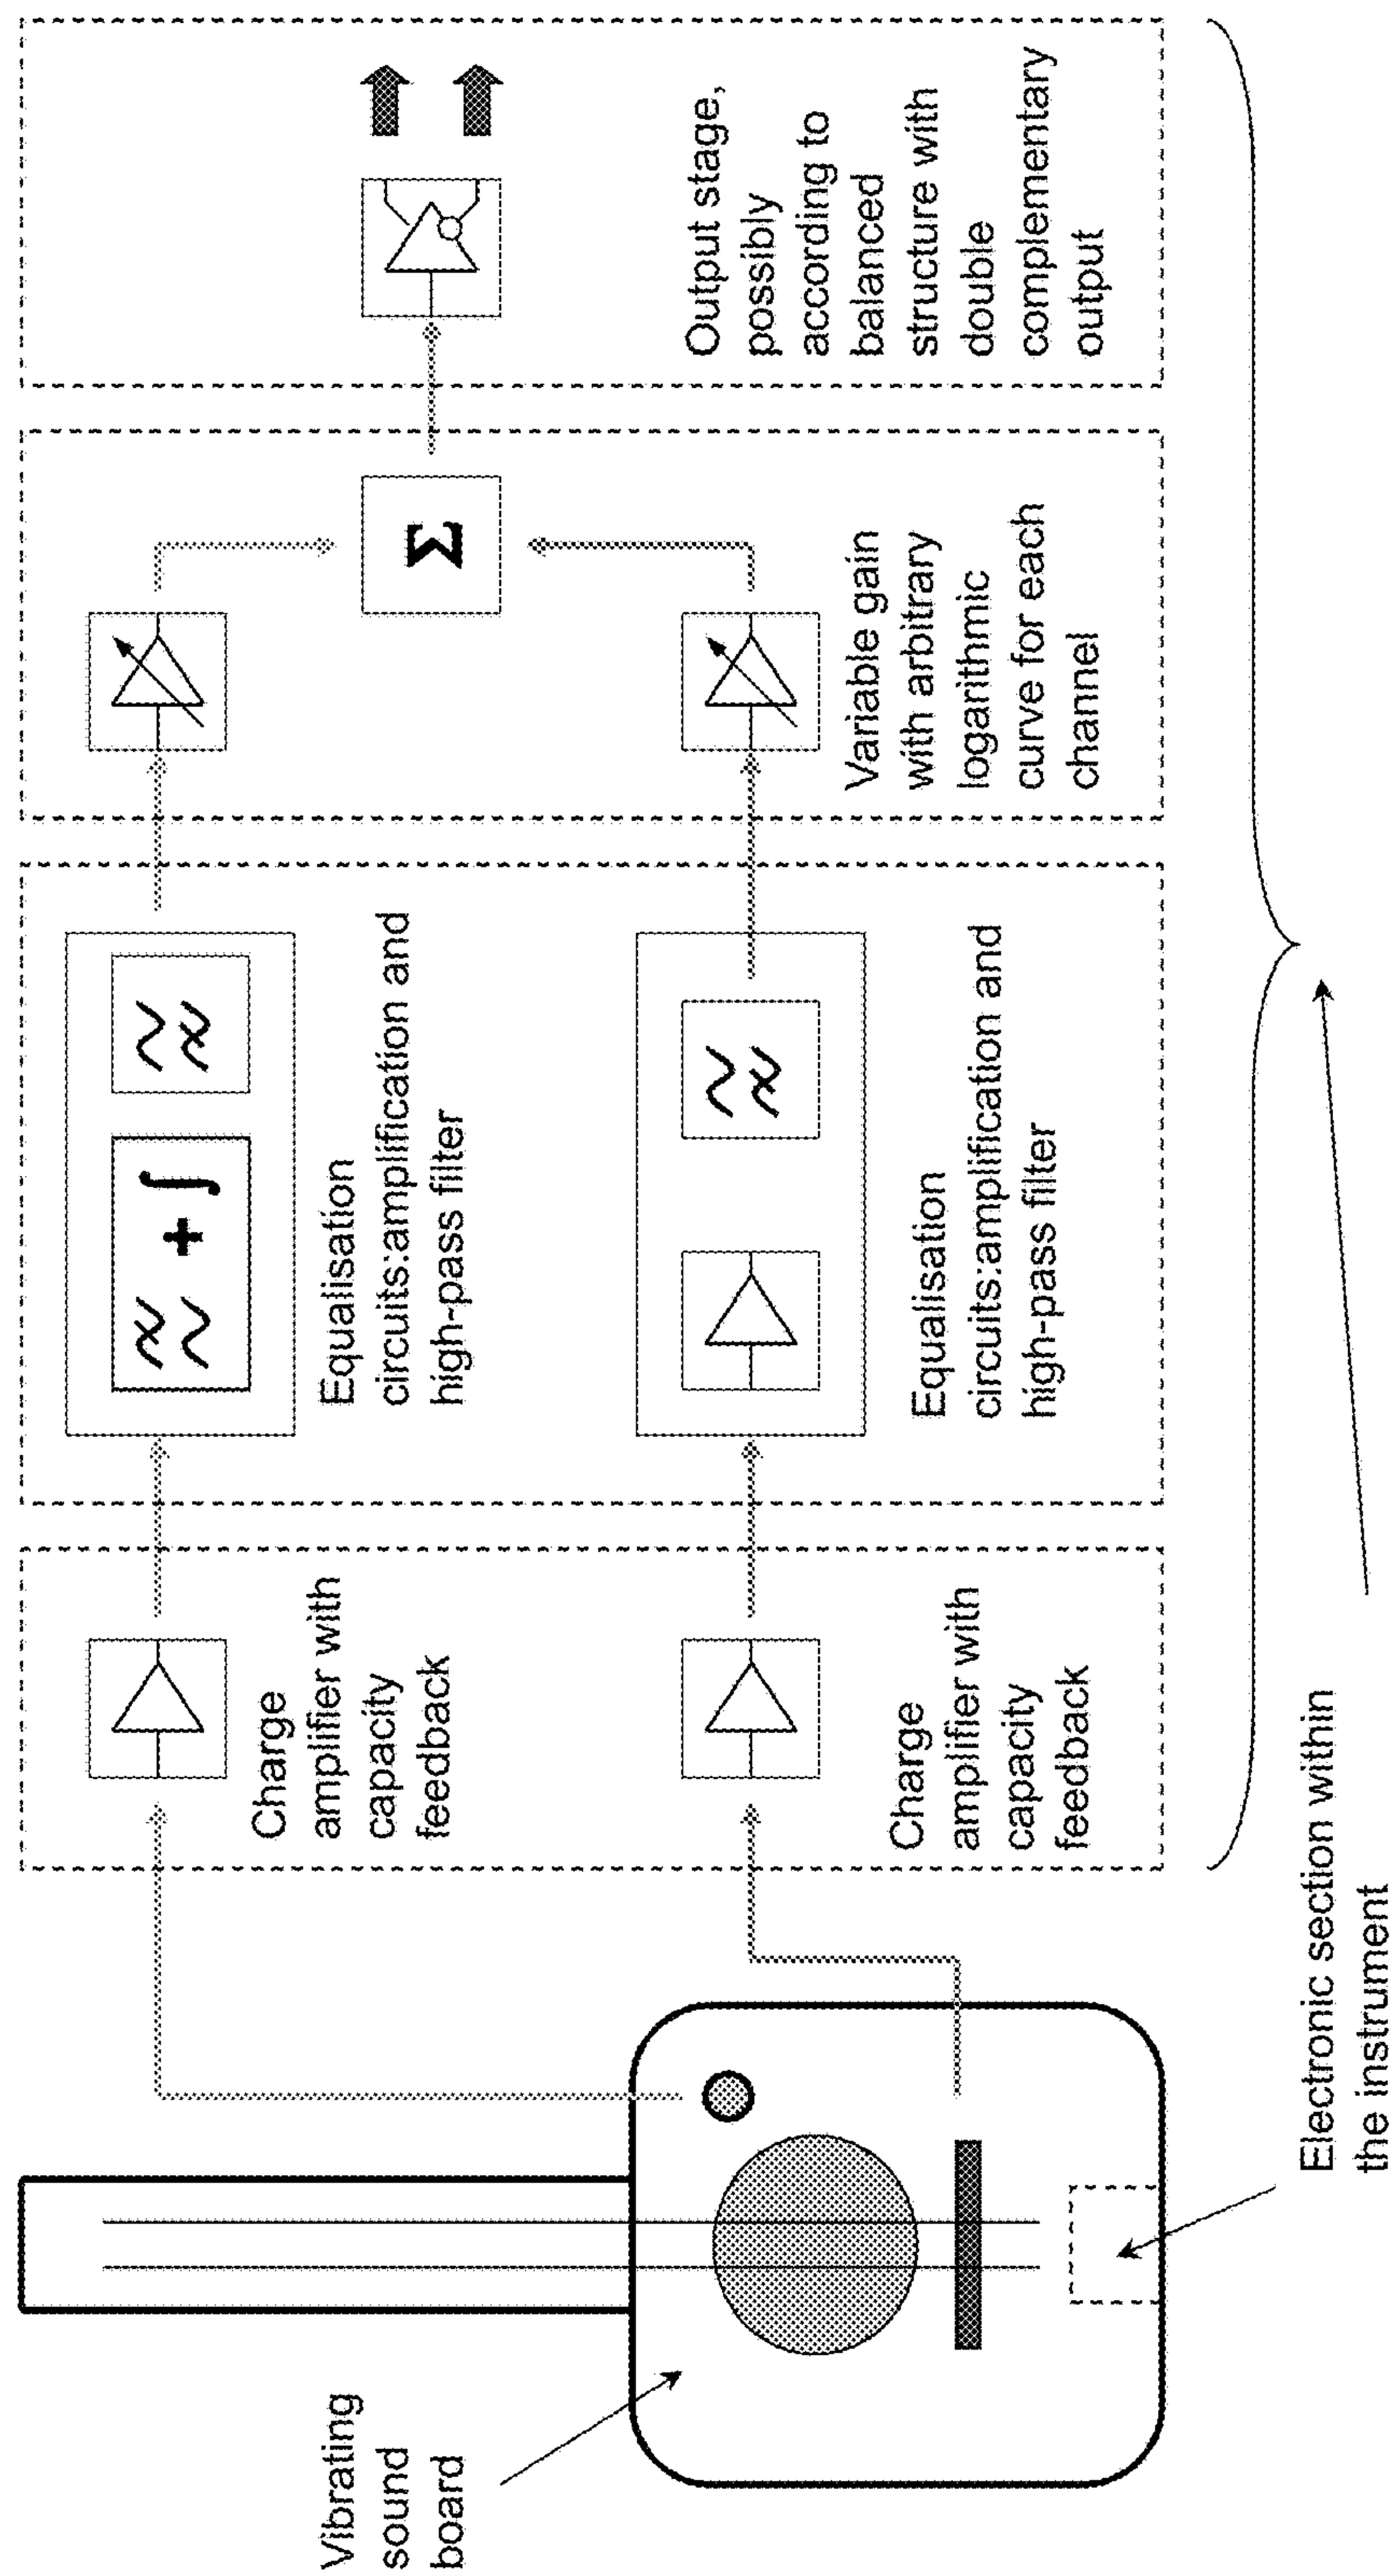 Vibrating
sound
board
Charge
amplifier with
capacity
feedback
Charge
amplifier with
capacity
feedback
Equalisation
circuits:amplification and
high-pass filter
Equalisation
circuits:amplification and
high-pass filter
+ ∫
Σ
Variable gain
with arbitrary
logarithmic
curve for each
channel
Output stage,
possibly
according to
balanced
structure with
double
complementary
output
Electronic section within
the instrument